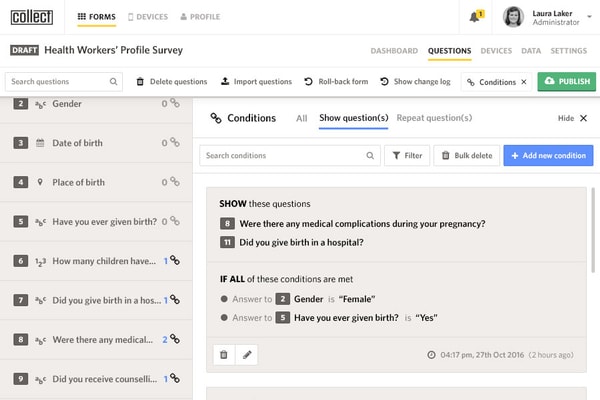 collect FORMS DEVICES PROFILE 1 Laura Laker
Administrator
DRAFT Health Workers' Profile Survey DASHBOARD QUESTIONS DEVICES DATA SETTINGS
Search questions Delete questions Import questions Roll-back form Show change log Conditions × PUBLISH
2 abc Gender 0
3 Date of birth 0
4 Place of birth 0
5 abc Have you ever given birth? 0
6 123 How many children have... 1
7 abc Did you give birth in a hos... 1
8 abc Were there any medical... 2
9 abc Did you receive counselli... 1
Conditions All Show question(s) Repeat question(s) Hide ×
Search conditions Filter Bulk delete + Add new condition
SHOW these questions
8 Were there any medical complications during your pregnancy?
11 Did you give birth in a hospital?
IF ALL of these conditions are met
Answer to 2 Gender is “Female”
Answer to 5 Have you ever given birth? is “Yes”
04:17 pm, 27th Oct 2016 (2 hours ago)